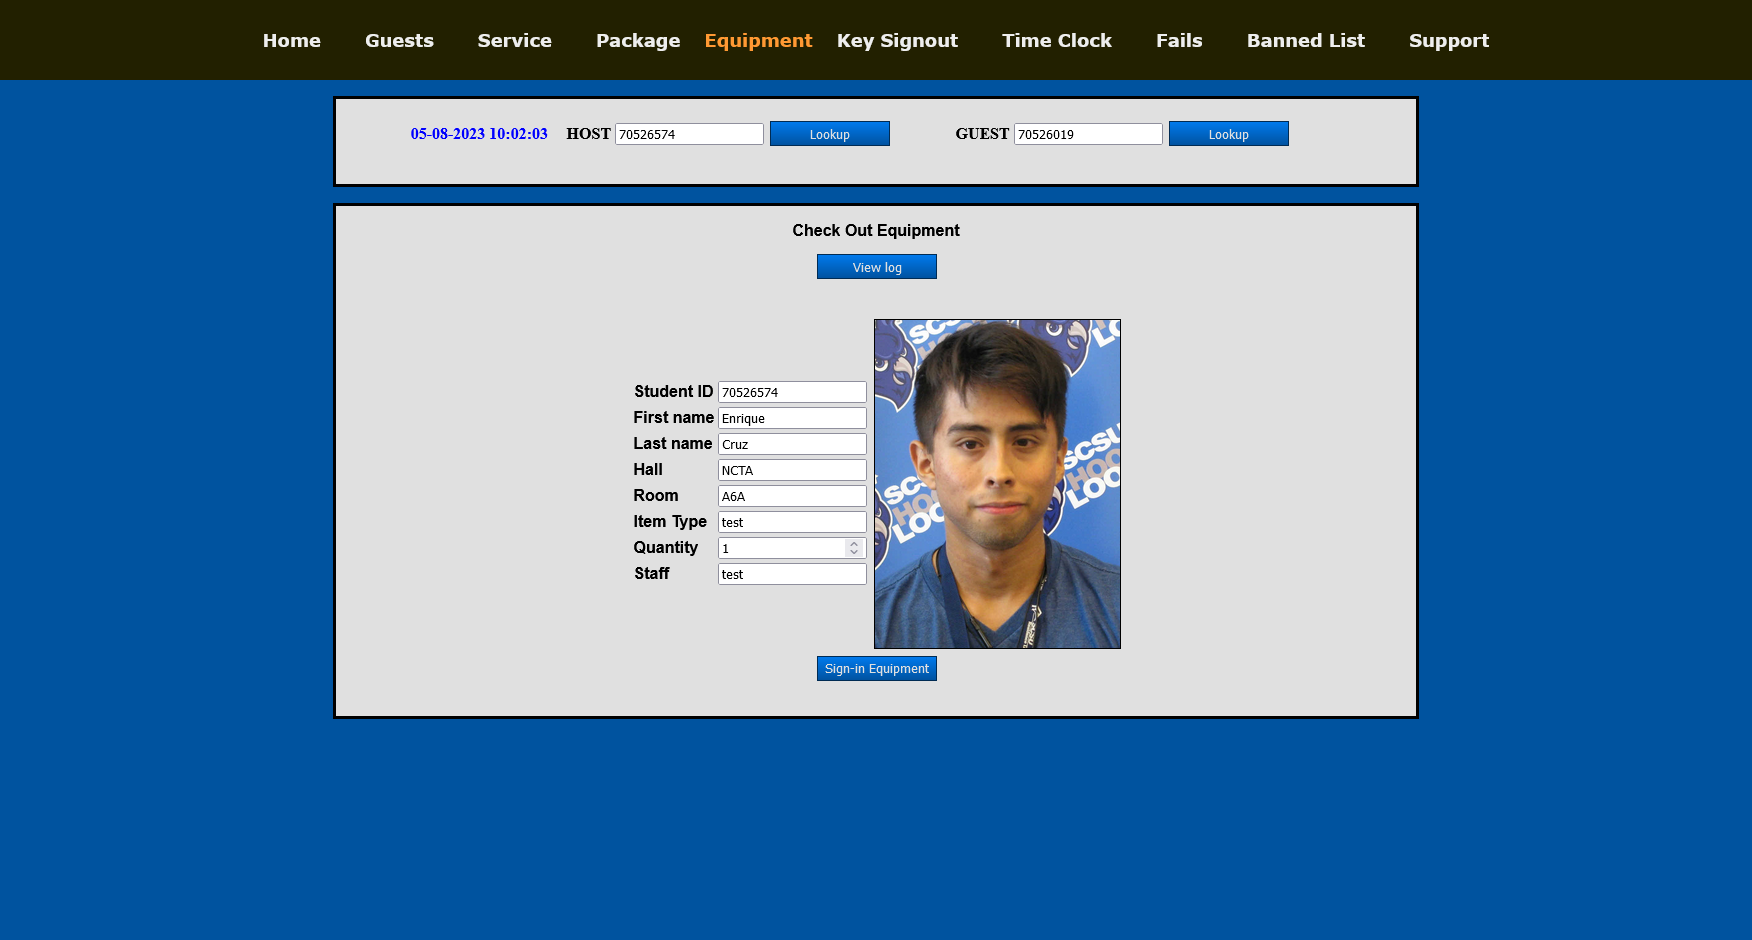 Home Guests Service Package Equipment Key Signout Time Clock Fails Banned List Support
05-08-2023 10:02:03 HOST 70526574 Lookup GUEST 70526019 Lookup
Check Out Equipment
View log
Student ID 70526574
First name Enrique
Last name Cruz
Hall NCTA
Room A6A
Item Type test
Quantity 1
Staff test
SCSU
HOO
LOO
Sign-in Equipment